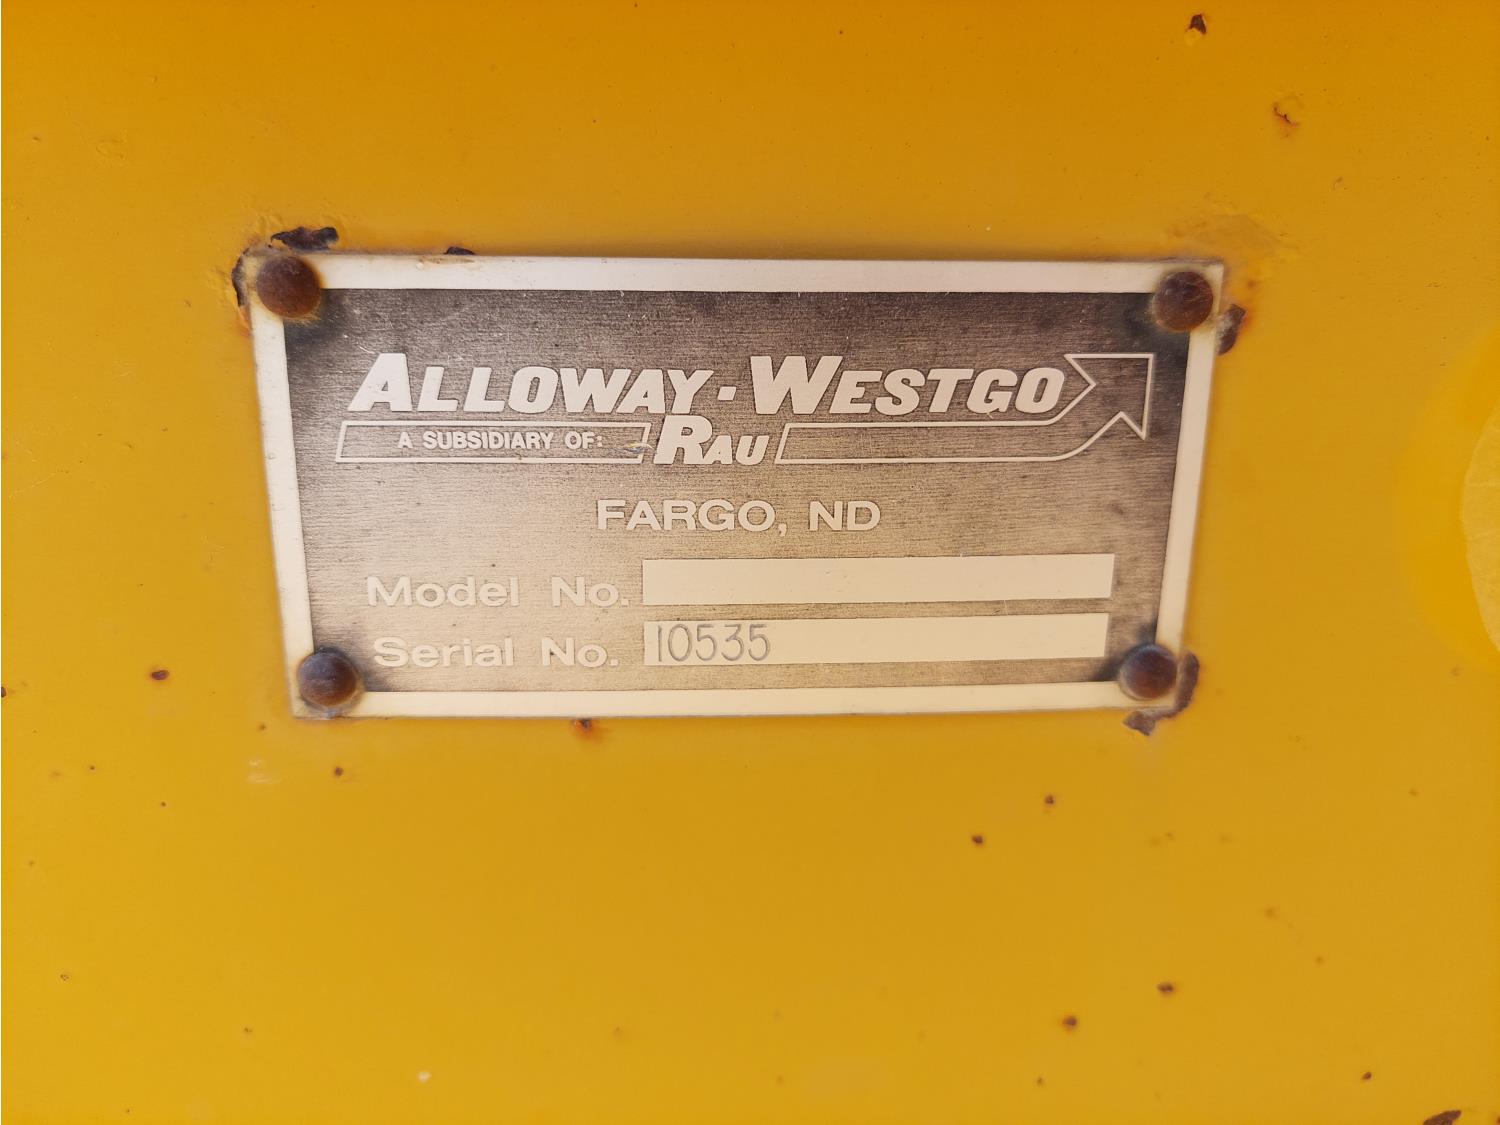 ALLOWAY·WESTGO
A SUBSIDIARY OF: RAU
FARGO, ND
Model No.
Serial No. 10535